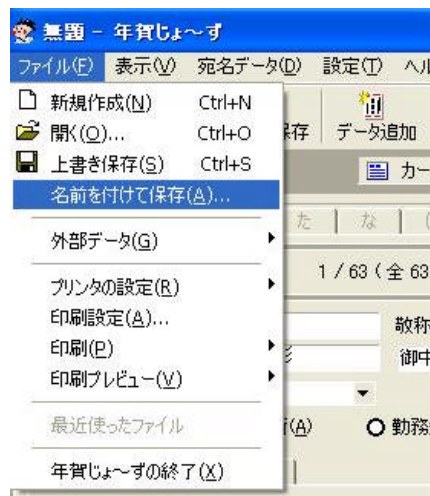 無題 - 年賀じょ～ず
ファイル(F) 表示(V) 宛名データ(D) 設定(T) ヘル
新規作成(N) Ctrl+N
開く(O)... Ctrl+O
上書き保存(S) Ctrl+S
名前を付けて保存(A)...
外部データ(G)
プリンタの設定(R)
印刷設定(A)...
印刷(P)
印刷プレビュー(V)
最近使ったファイル
年賀じょ～ずの終了(X)
保存 データ追加
カー
た な
1 / 63 ( 全 63
敬称
御中
(A) 勤務